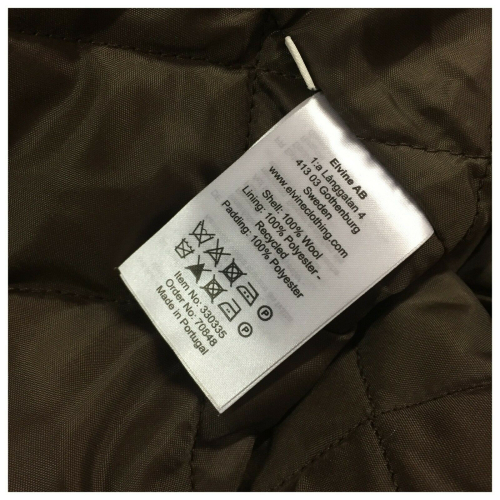 Elvine AB
1:a Långgatan 4
413 03 Gothenburg
Sweden
www.elvineclothing.com
Shell: 100% Wool
Lining: 100% Polyester -
Recycled
Padding: 100% Polyester
P
P
Item No: 330335
Order No: 70848
Made in Portugal